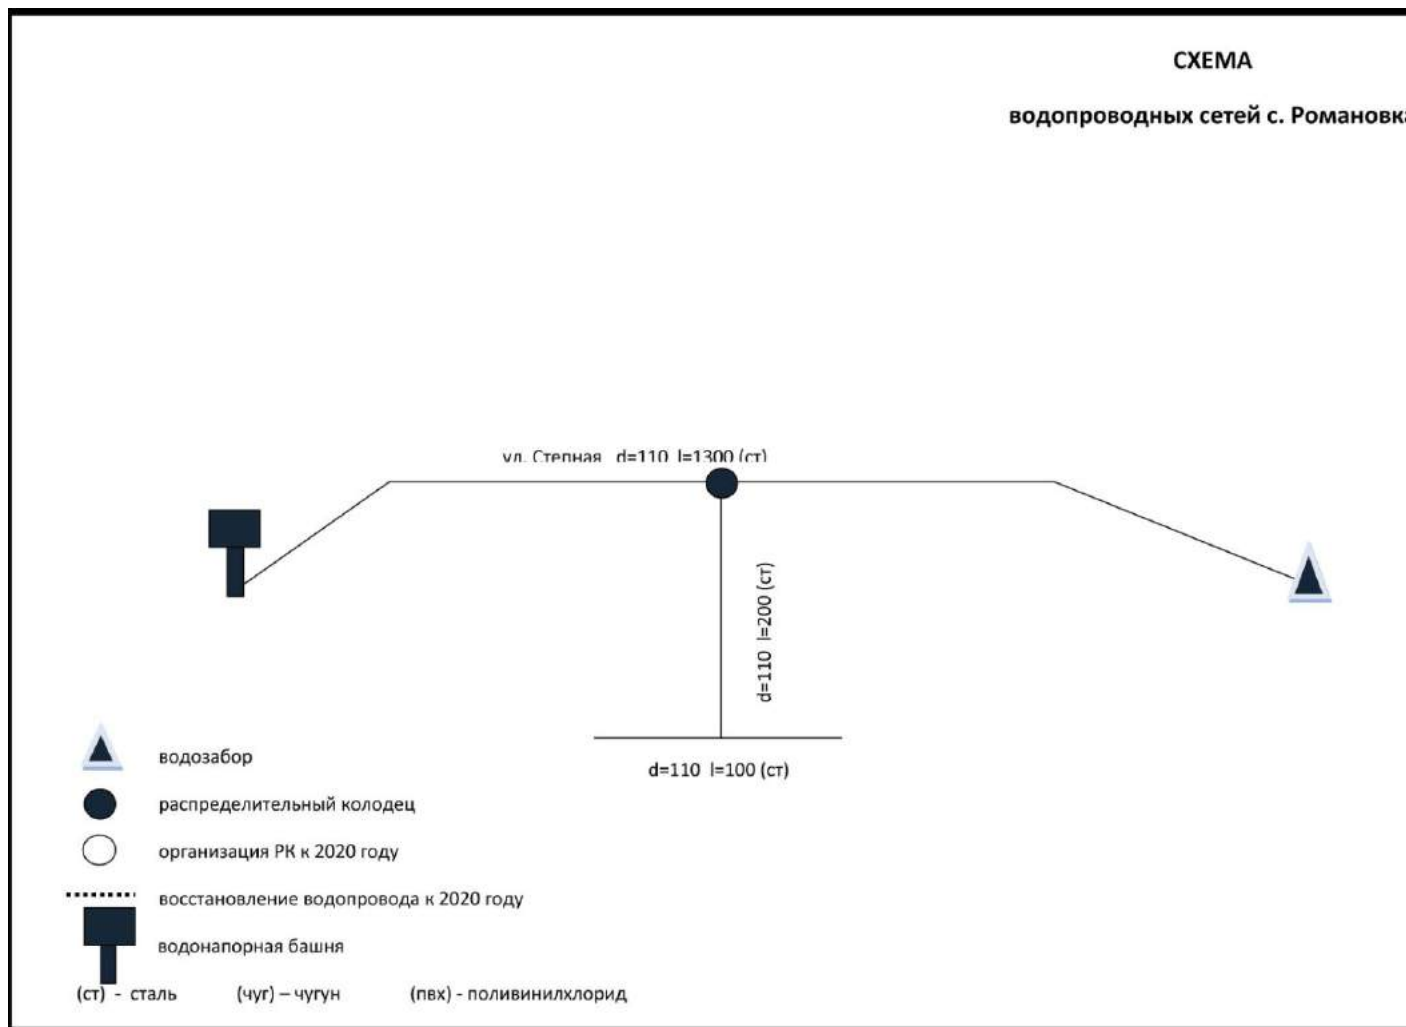 СХЕМА
водопроводных сетей с. Романовка
ул. Степная d=110 l=1300 (ст)
d=110 l=200 (ст)
d=110 l=100 (ст)
водозабор
распределительный колодец
организация РК к 2020 году
восстановление водопровода к 2020 году
водонапорная башня
(ст) - сталь (чуг) – чугун (пвх) - поливинилхлорид